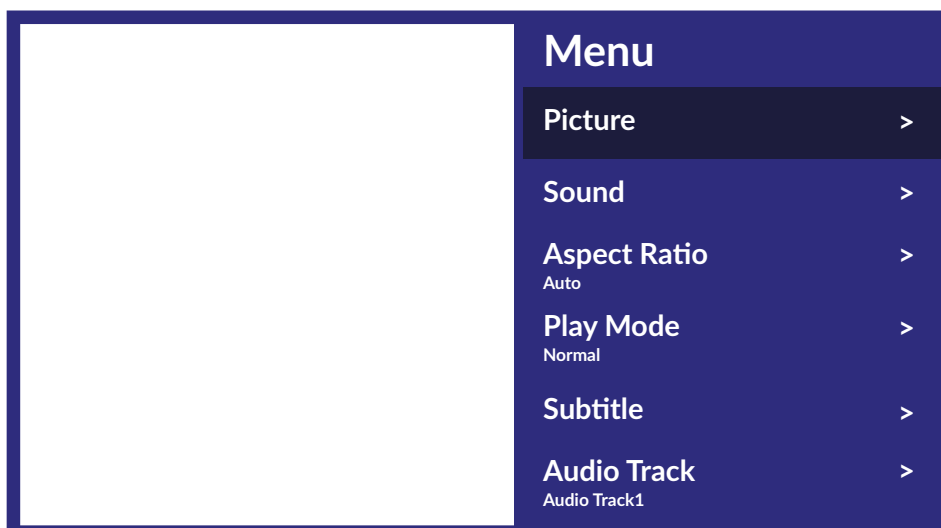 Menu
Picture >
Sound >
Aspect Ratio >
Auto
Play Mode >
Normal
Subtitle >
Audio Track >
Audio Track1